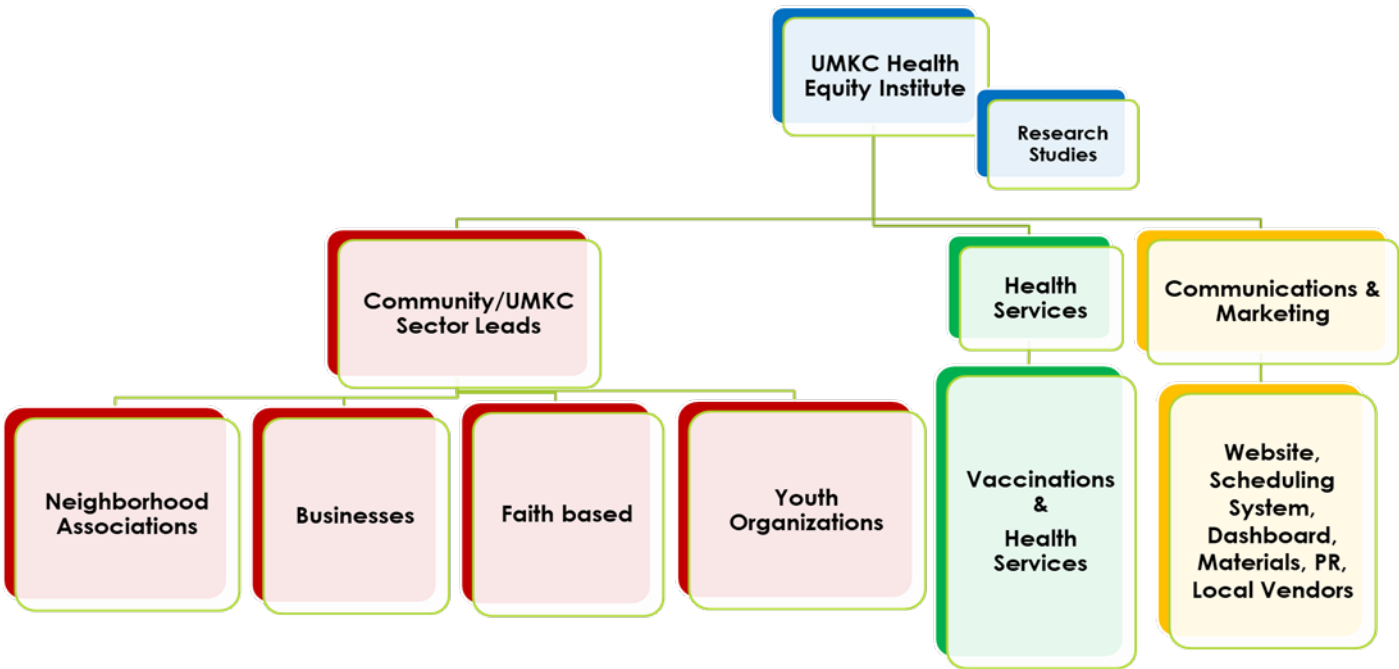 UMKC Health
Equity Institute
Research
Studies
Community/UMKC
Sector Leads
Health
Services
Communications &
Marketing
Neighborhood
Associations
Businesses
Faith based
Youth
Organizations
Vaccinations
&
Health
Services
Website,
Scheduling
System,
Dashboard,
Materials, PR,
Local Vendors